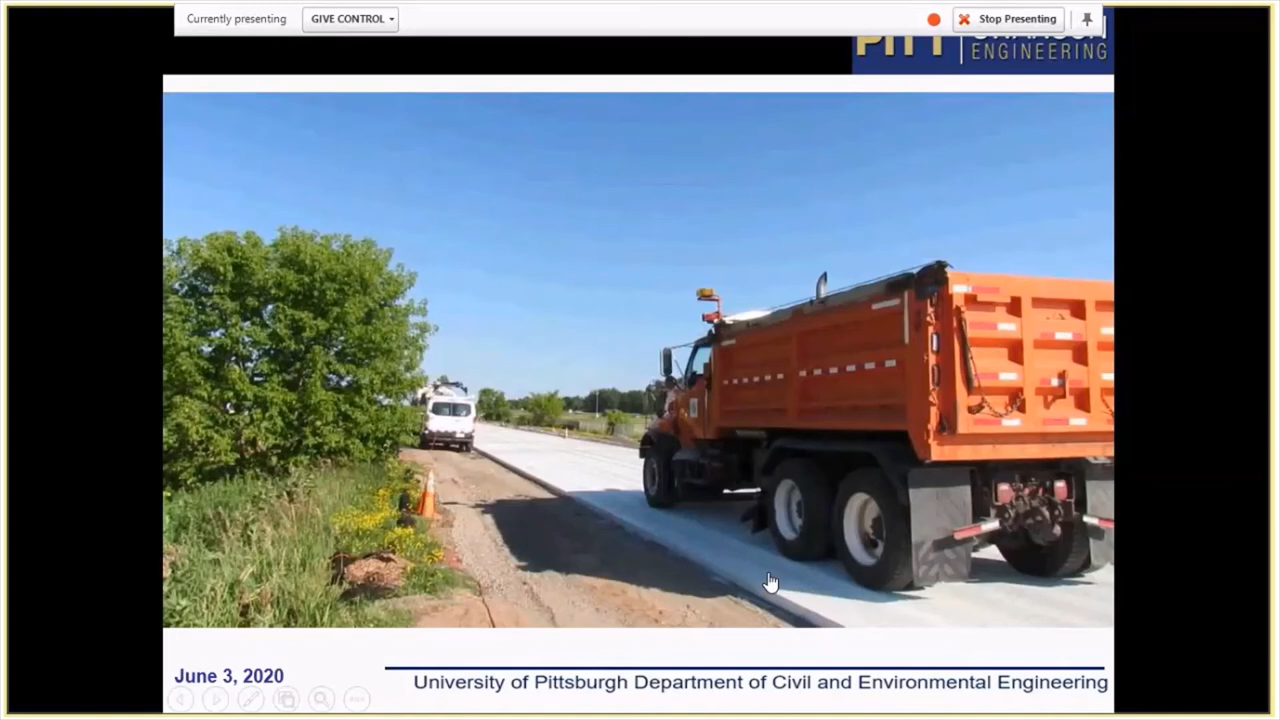 Currently presenting
GIVE CONTROL
Stop Presenting
PITT
ENGINEERING
June 3, 2020
University of Pittsburgh Department of Civil and Environmental Engineering